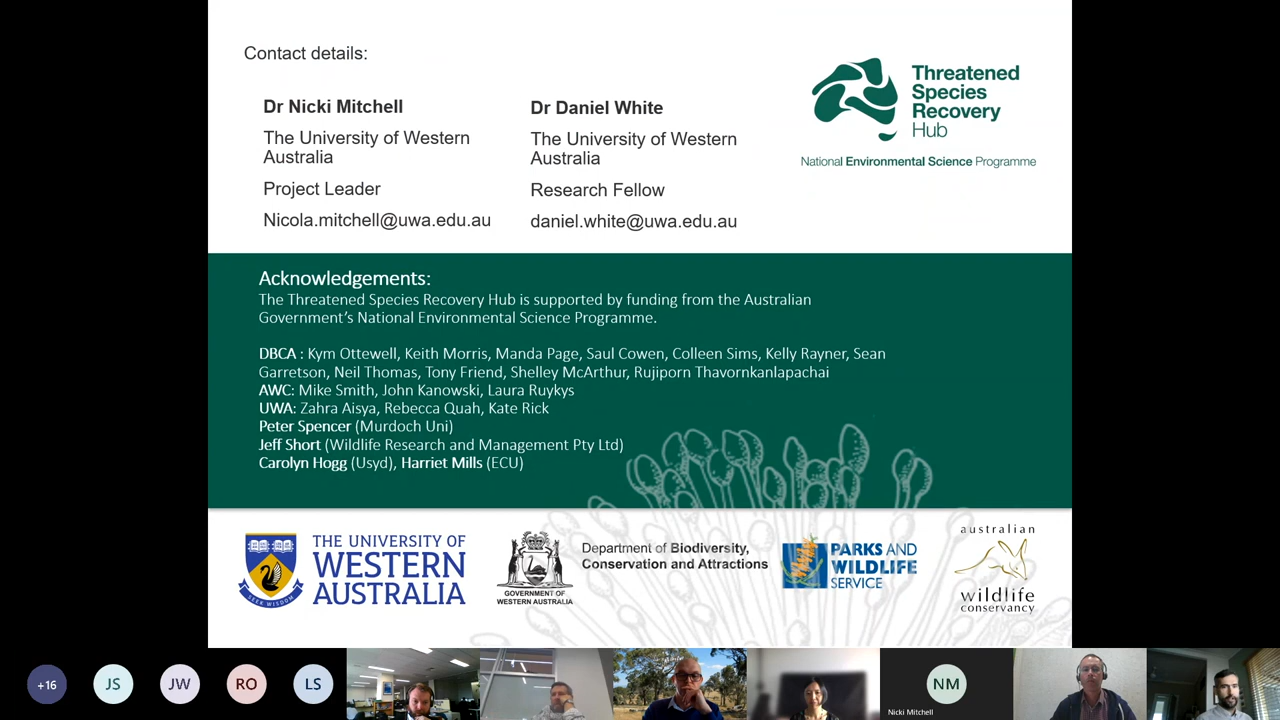 Contact details:
Dr Nicki Mitchell
The University of Western
Australia
Project Leader
Nicola.mitchell@uwa.edu.au
Dr Daniel White
The University of Western
Australia
Research Fellow
daniel.white@uwa.edu.au
Threatened
Species
Recovery
Hub
National Environmental Science Programme
Acknowledgements:
The Threatened Species Recovery Hub is supported by funding from the Australian
Government's National Environmental Science Programme.
DBCA : Kym Ottewell, Keith Morris, Manda Page, Saul Cowen, Colleen Sims, Kelly Rayner, Sean
Garretson, Neil Thomas, Tony Friend, Shelley McArthur, Rujiporn Thavornkanlapachai
AWC: Mike Smith, John Kanowski, Laura Ruykys
UWA: Zahra Aisya, Rebecca Quah, Kate Rick
Peter Spencer (Murdoch Uni)
Jeff Short (Wildlife Research and Management Pty Ltd)
Carolyn Hogg (Usyd), Harriet Mills (ECU)
SEEK WISDOM
THE UNIVERSITY OF
WESTERN
AUSTRALIA
GOVERNMENT OF
WESTERN AUSTRALIA
Department of Biodiversity,
Conservation and Attractions
PARKS AND
WILDLIFE
SERVICE
australian
wildlife
conservancy
+16
JS
JW
RO
LS
NM
Nicki Mitchell